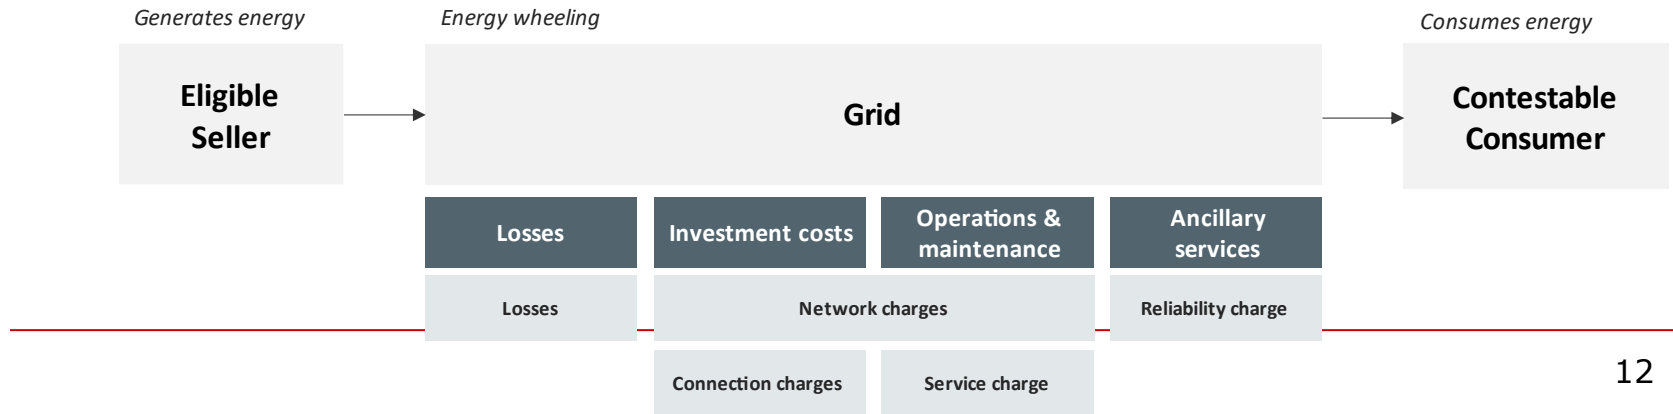 Generates energy
Energy wheeling
Consumes energy
Eligible
Seller
Grid
Contestable
Consumer
Losses
Investment costs
Operations &
maintenance
Ancillary
services
Losses
Network charges
Reliability charge
Connection charges
Service charge
12